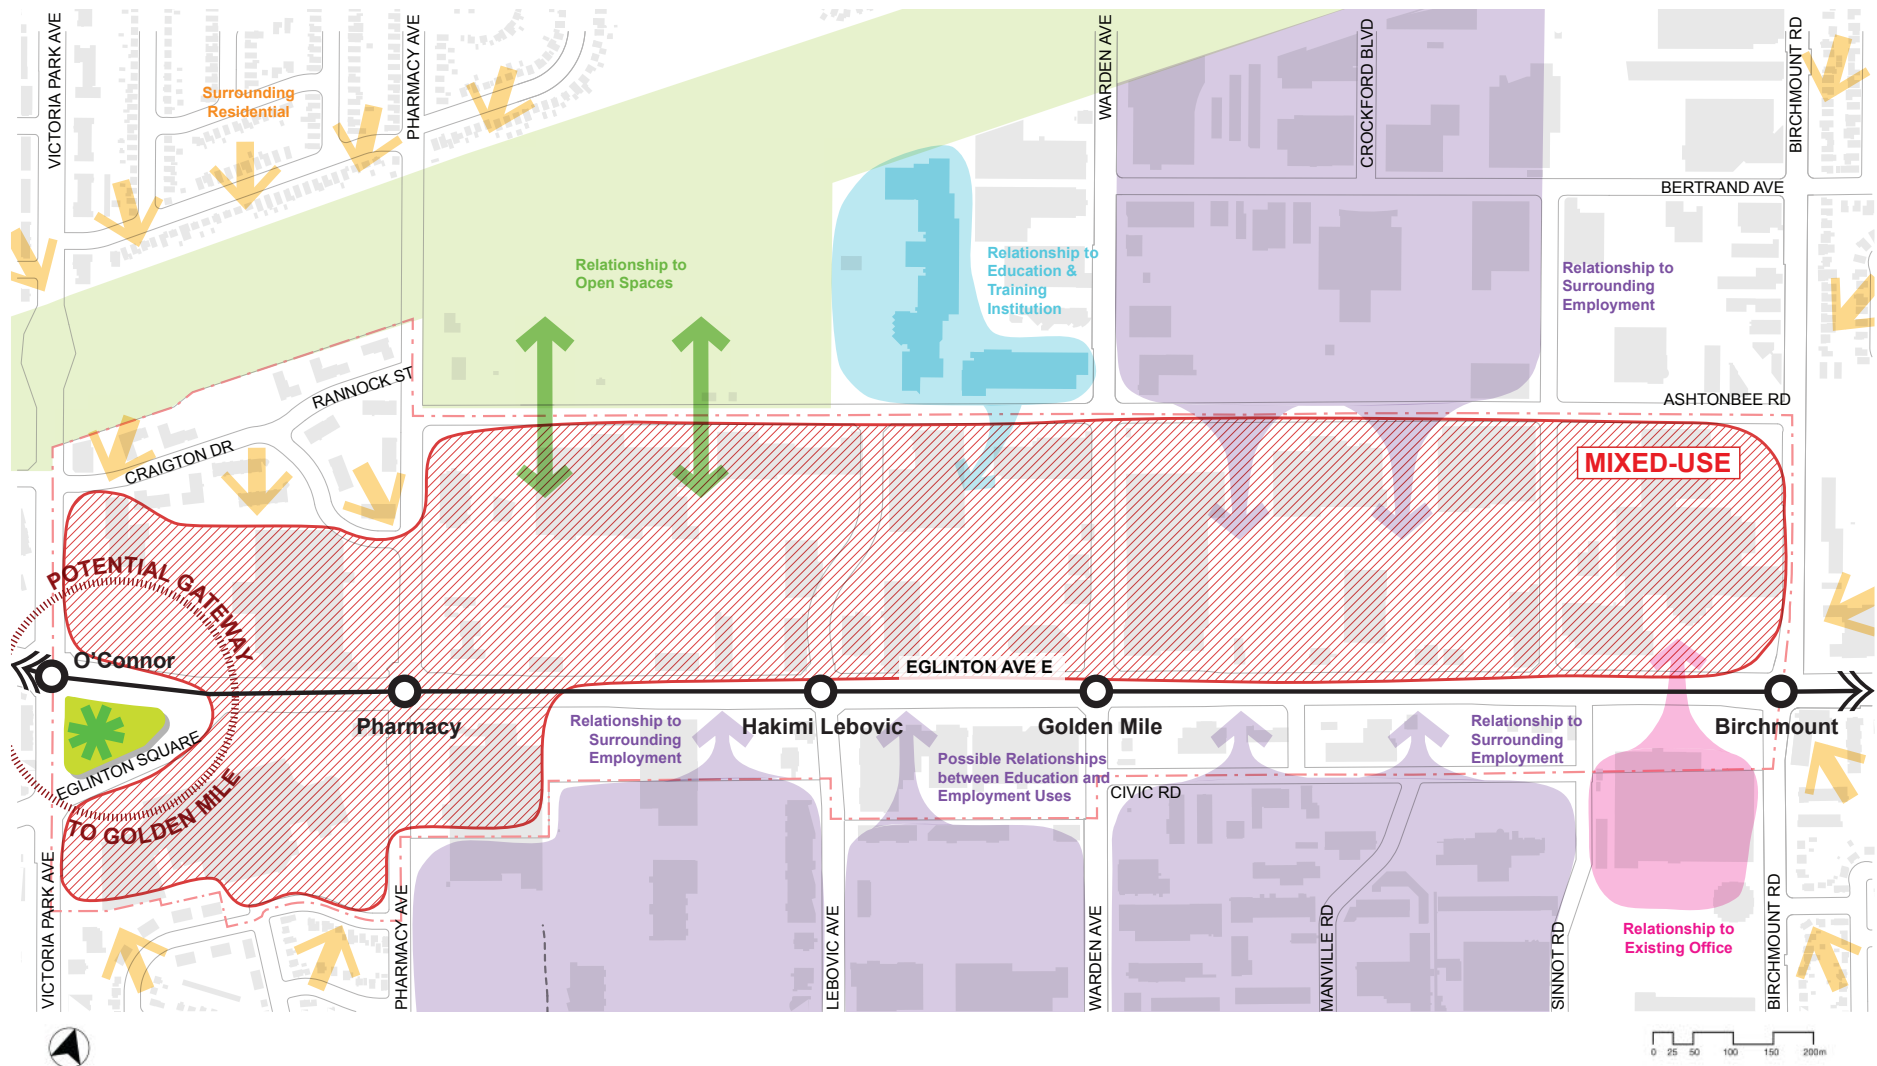 VICTORIA PARK AVE
PHARMACY AVE
WARDEN AVE
CROCKFORD BLVD
BIRCHMOUNT RD
Surrounding
Residential
BERTRAND AVE
Relationship to
Open Spaces
Relationship to
Education &
Training
Institution
Relationship to
Surrounding
Employment
RANNOCK ST
ASHTONBEE RD
CRAIGTON DR
MIXED-USE
POTENTIAL GATEWAY
TO GOLDEN MILE
O'Connor
EGLINTON AVE E
EGLINTON SQUARE
Pharmacy
Hakimi Lebovic
Golden Mile
Birchmount
Relationship to
Surrounding
Employment
Possible Relationships
between Education and
Employment Uses
Relationship to
Surrounding
Employment
CIVIC RD
VICTORIA PARK AVE
PHARMACY AVE
LEBOVIC AVE
WARDEN AVE
MANVILLE RD
SINNOT RD
BIRCHMOUNT RD
Relationship to
Existing Office
0 25 50 100 150 200m